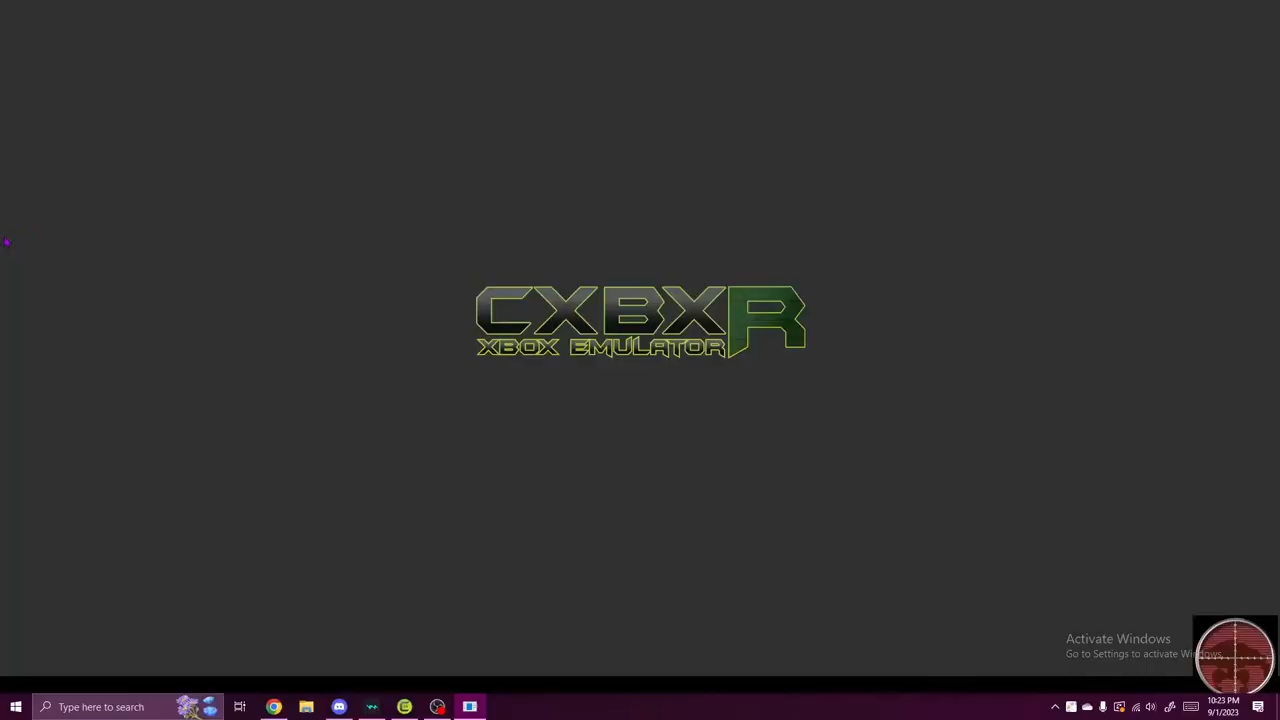 CXBXR
XBOX EMULATOR
Activate Windows
Go to Settings to activate Windows.
Type here to search
10:23 PM
9/1/2023